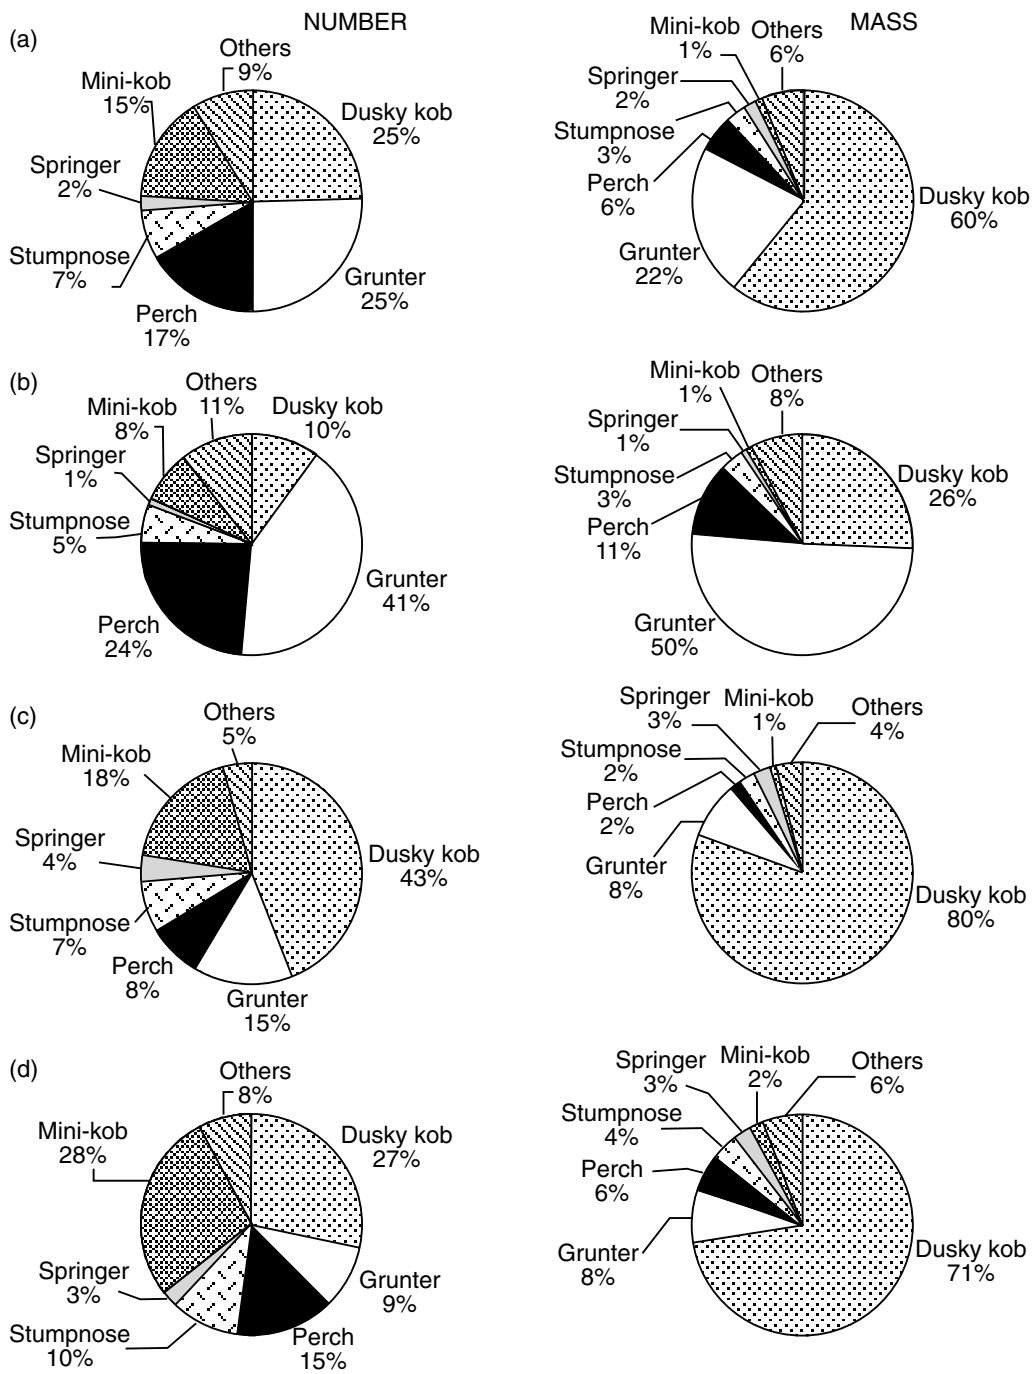 NUMBER
MASS
(a)
Others
9%
Mini-kob
15%
Springer
2%
Stumpnose
7%
Perch
17%
Grunter
25%
Dusky kob
25%
Mini-kob
1%
Others
6%
Springer
2%
Stumpnose
3%
Perch
6%
Grunter
22%
Dusky kob
60%
(b)
Others
11%
Dusky kob
10%
Mini-kob
8%
Springer
1%
Stumpnose
5%
Perch
24%
Grunter
41%
Mini-kob
1%
Others
8%
Springer
1%
Stumpnose
3%
Perch
11%
Grunter
50%
Dusky kob
26%
(c)
Others
5%
Mini-kob
18%
Springer
4%
Stumpnose
7%
Perch
8%
Grunter
15%
Dusky kob
43%
Springer
3%
Mini-kob
1%
Others
4%
Stumpnose
2%
Perch
2%
Grunter
8%
Dusky kob
80%
(d)
Others
8%
Mini-kob
28%
Springer
3%
Stumpnose
10%
Perch
15%
Grunter
9%
Dusky kob
27%
Springer
3%
Mini-kob
2%
Others
6%
Stumpnose
4%
Perch
6%
Grunter
8%
Dusky kob
71%